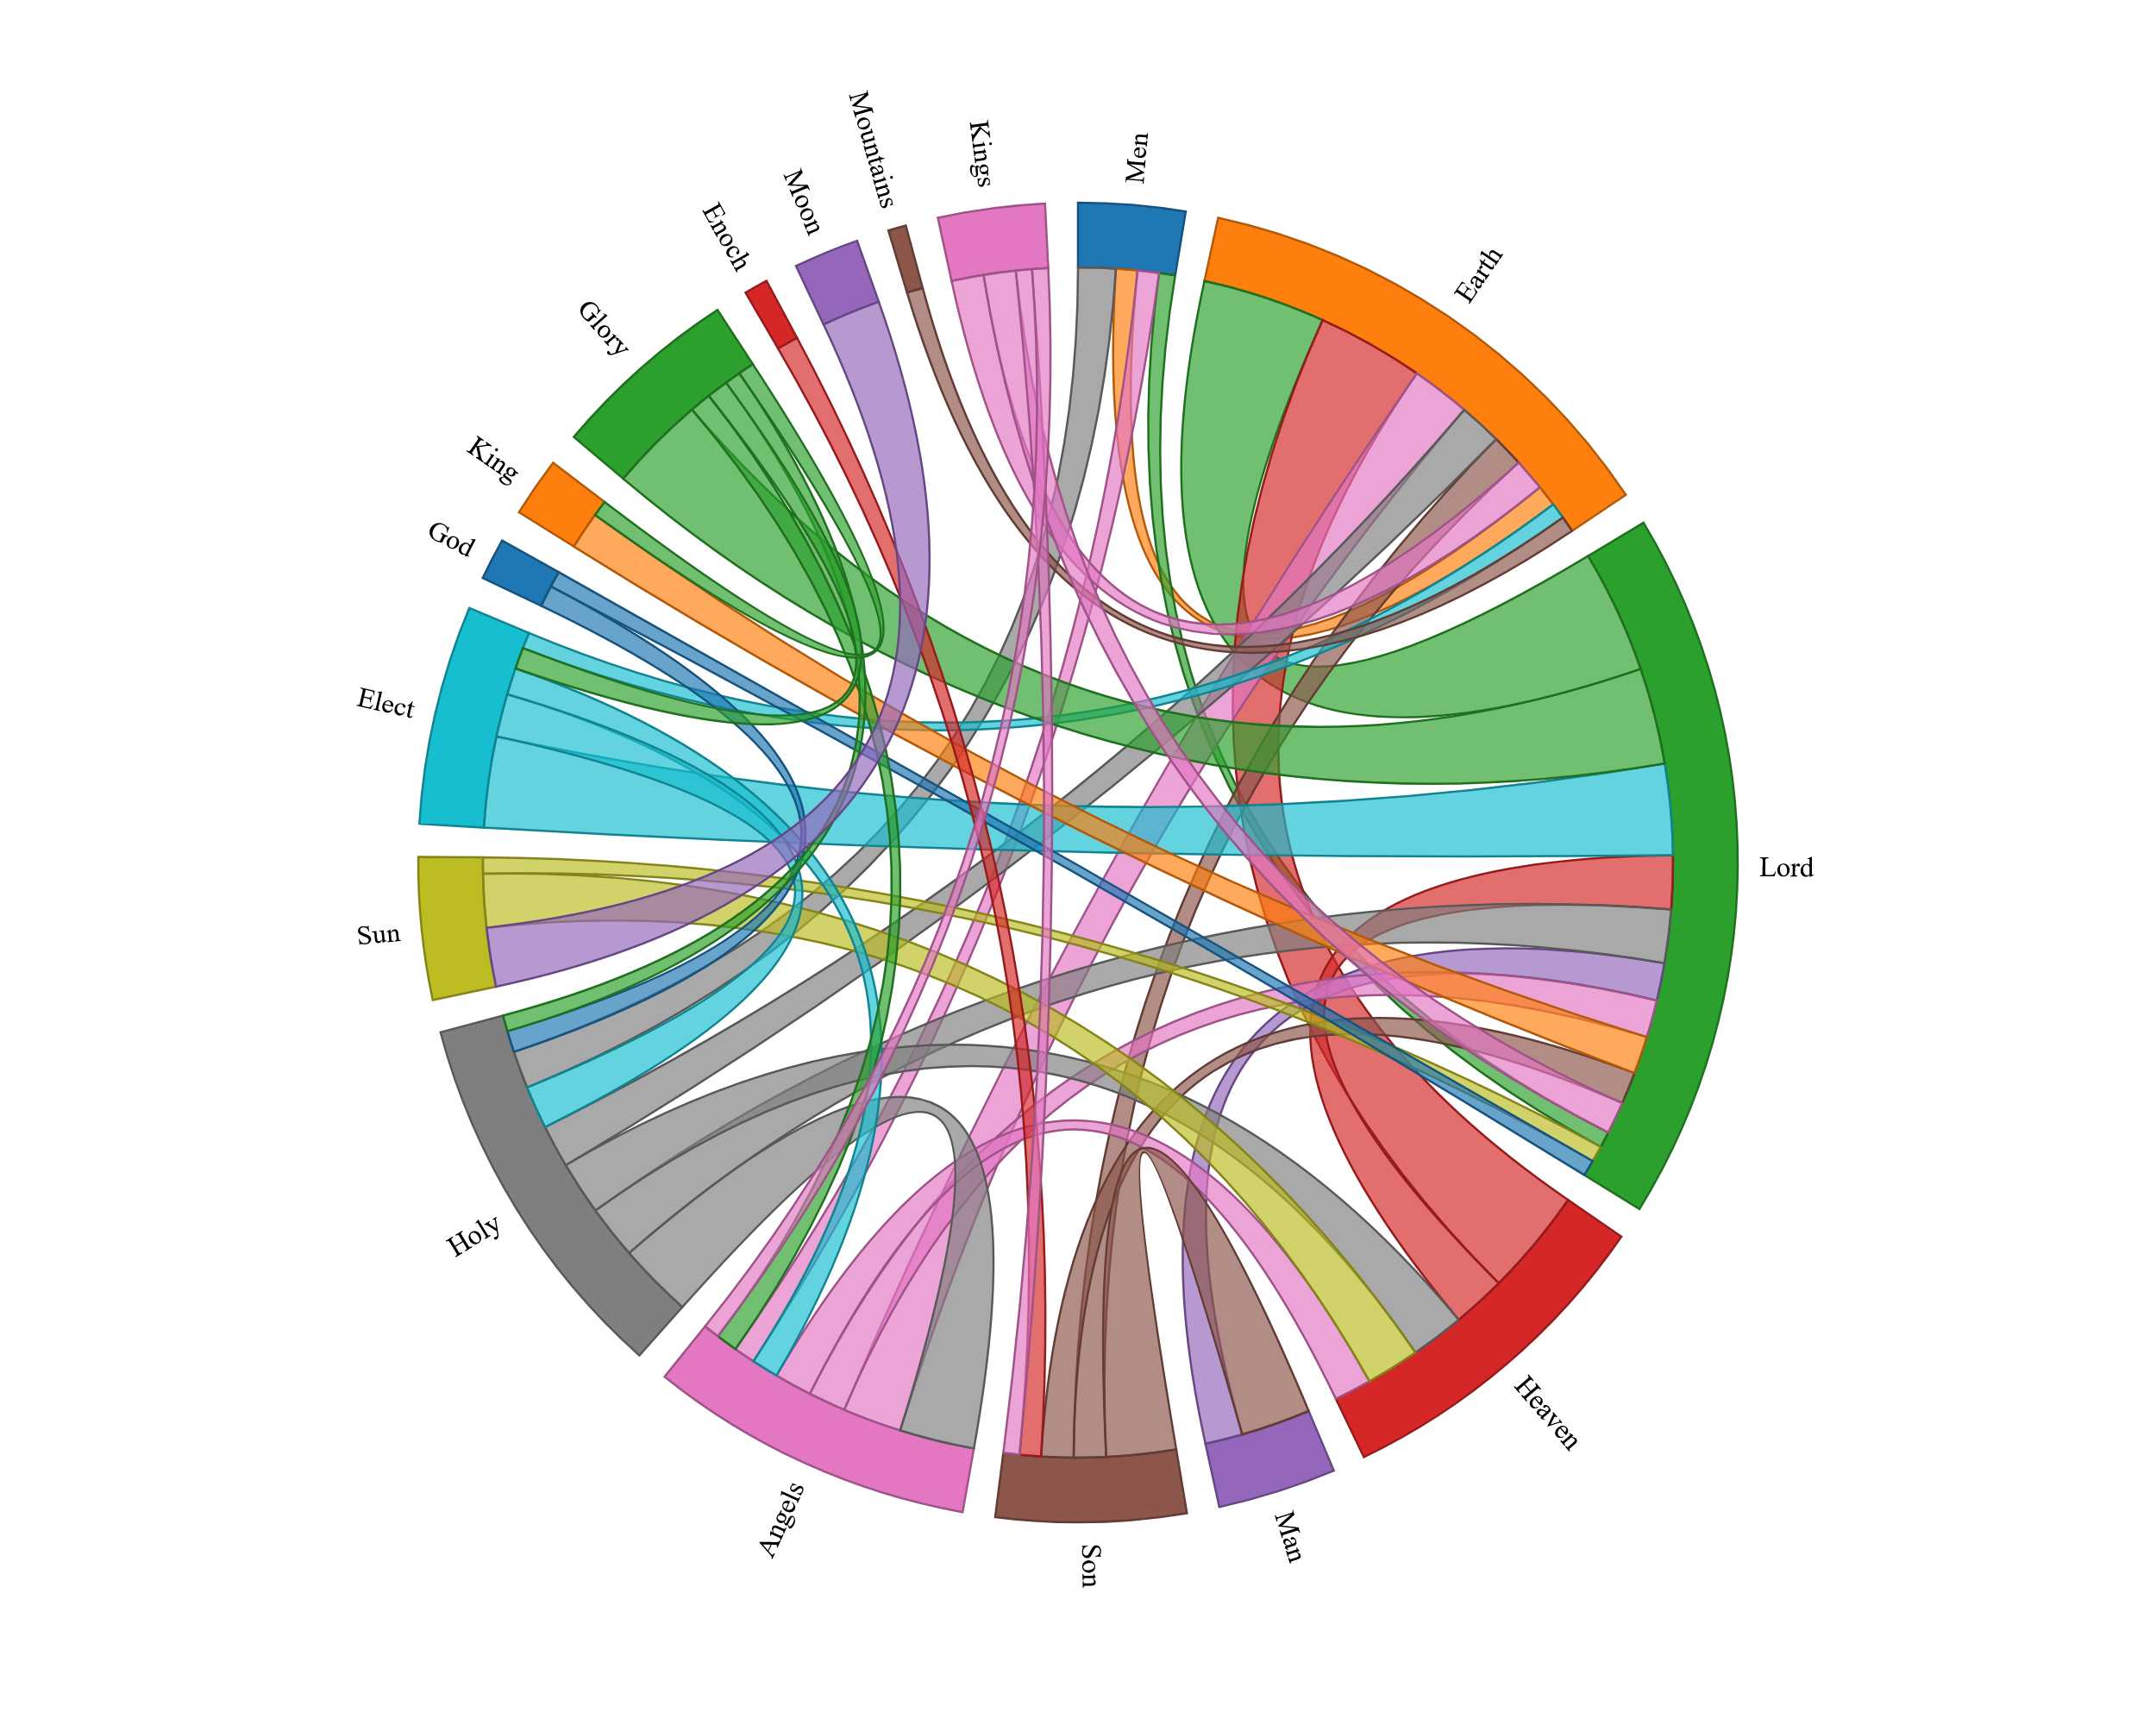 Men
Earth
Lord
Heaven
Man
Son
Angels
Holy
Sun
Elect
God
King
Glory
Enoch
Moon
Mountains
Kings